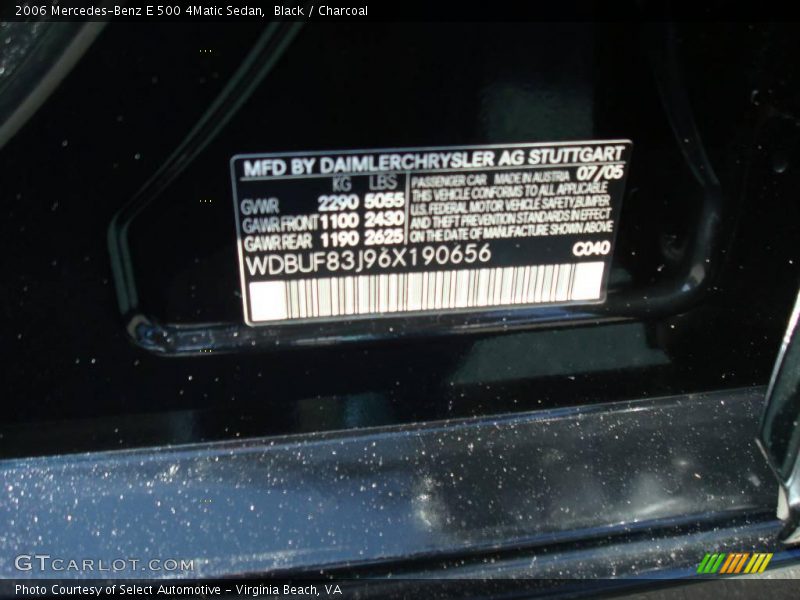 2006 Mercedes-Benz E 500 4Matic Sedan,  Black / Charcoal
MFD BY DAIMLERCHRYSLER AG STUTTGART
KG LBS
GVWR 2290 5055
GAWR FRONT 1100 2430
GAWR REAR 1190 2625
PASSENGER CAR MADE IN AUSTRIA 07/05
THIS VEHICLE CONFORMS TO ALL APPLICABLE
U.S. FEDERAL MOTOR VEHICLE SAFETY, BUMPER
AND THEFT PREVENTION STANDARDS IN EFFECT
ON THE DATE OF MANUFACTURE SHOWN ABOVE
WDBUF83J96X190656 C040
GTCARLOT.COM
Photo Courtesy of Select Automotive - Virginia Beach, VA